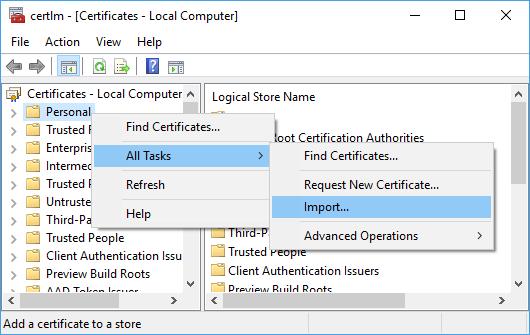 certlm - [Certificates - Local Computer]
File Action View Help
Certificates - Local Computer
Personal
Trusted
Enterpris
Intermed
Trusted
Untruste
Third-Pa
Trusted People
Client Authentication Issuers
Preview Build Roots
AAD Token Issuer
Find Certificates...
All Tasks
Refresh
Help
Find Certificates...
Request New Certificate...
Import...
Advanced Operations
Logical Store Name
Root Certification Authorities
Third-Party
Trusted People
Client Authentication Issuers
Preview Build Roots
Add a certificate to a store